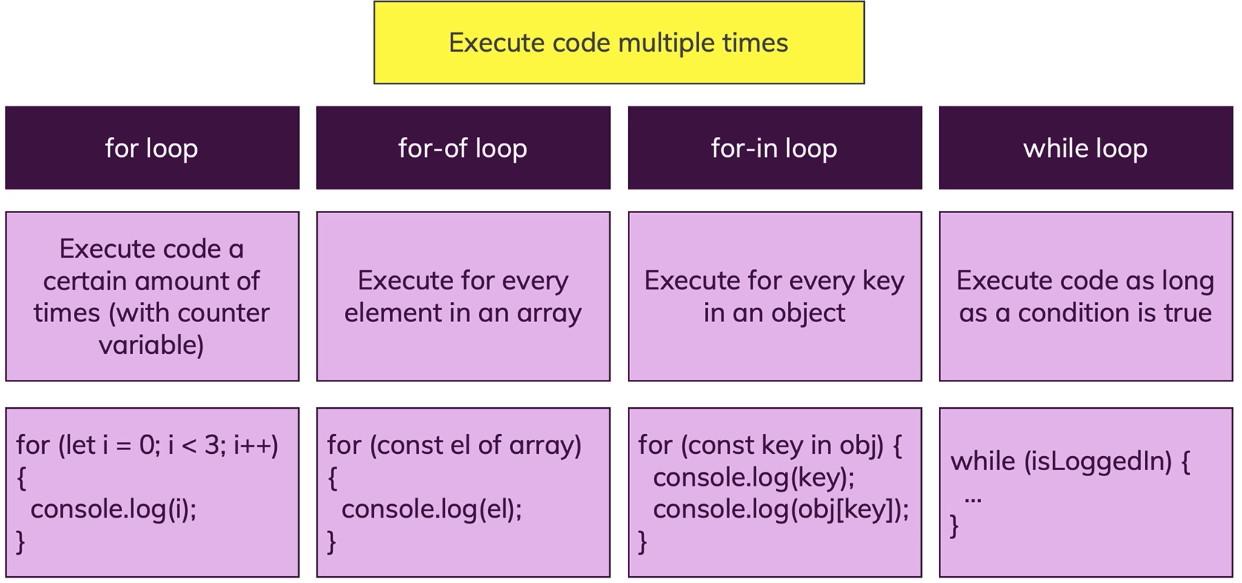 Execute code multiple times
for loop
for-of loop
for-in loop
while loop
Execute code a
certain amount of
times (with counter
variable)
Execute for every
element in an array
Execute for every key
in an object
Execute code as long
as a condition is true
for (let i = 0; i < 3; i++)
{
  console.log(i);
}
for (const el of array)
{
  console.log(el);
}
for (const key in obj) {
  console.log(key);
  console.log(obj[key]);
}
while (isLoggedIn) {
  ...
}